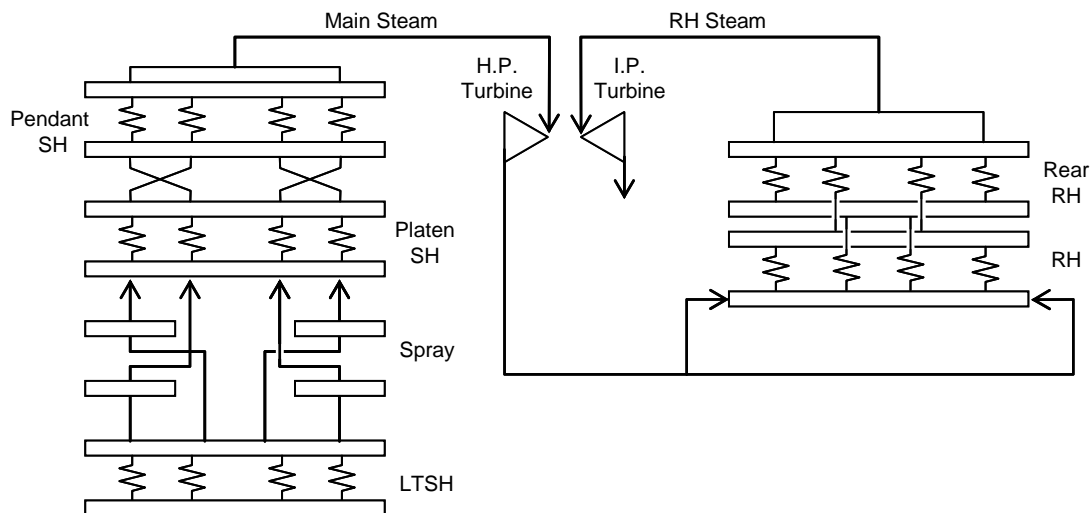 Main Steam
RH Steam
H.P.
Turbine
I.P.
Turbine
Pendant
SH
Rear
RH
Platen
SH
RH
Spray
LTSH